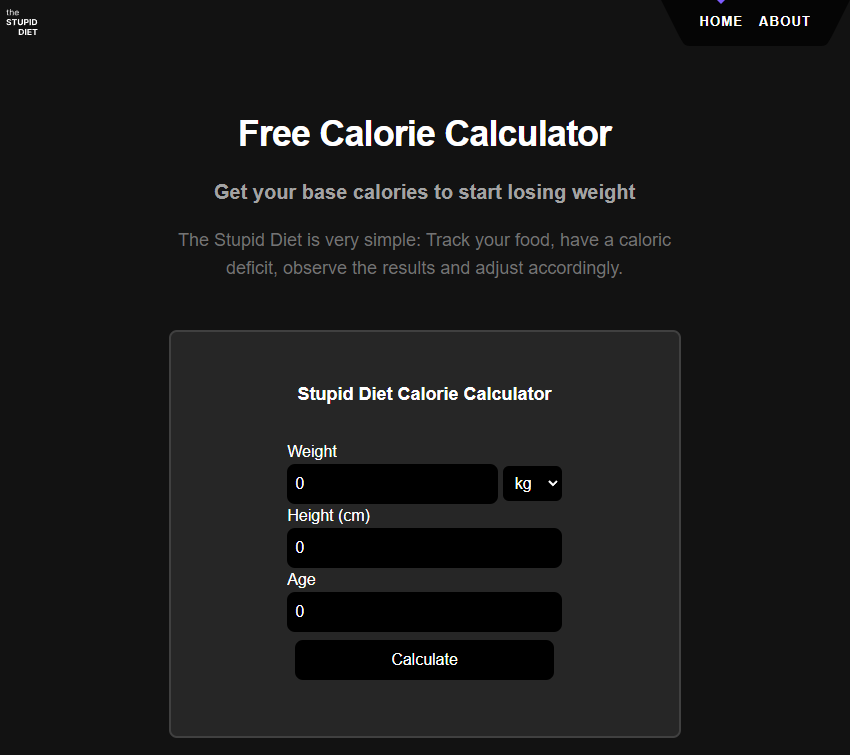 the
STUPID
DIET
HOME ABOUT
Free Calorie Calculator
Get your base calories to start losing weight
The Stupid Diet is very simple: Track your food, have a caloric
deficit, observe the results and adjust accordingly.
Stupid Diet Calorie Calculator
Weight
0 kg
Height (cm)
0
Age
0
Calculate